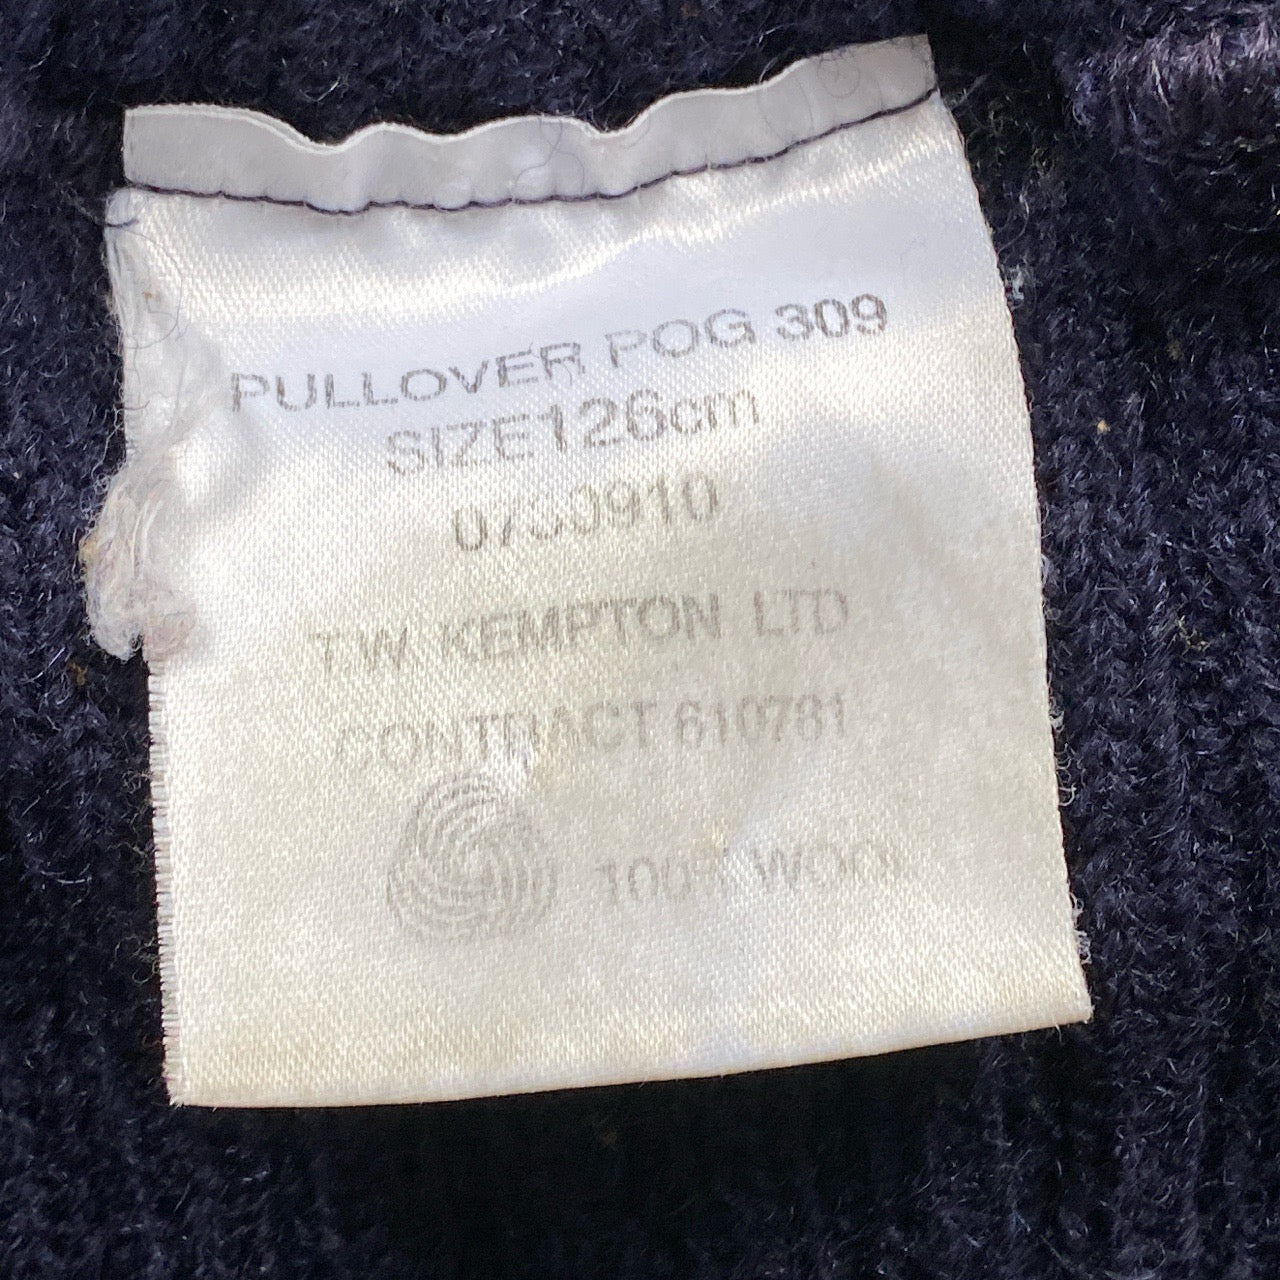 PULLOVER POG 309
SIZE126cm
T.W. KEMPTON LTD
CONTRACT 610781
100% WOOL